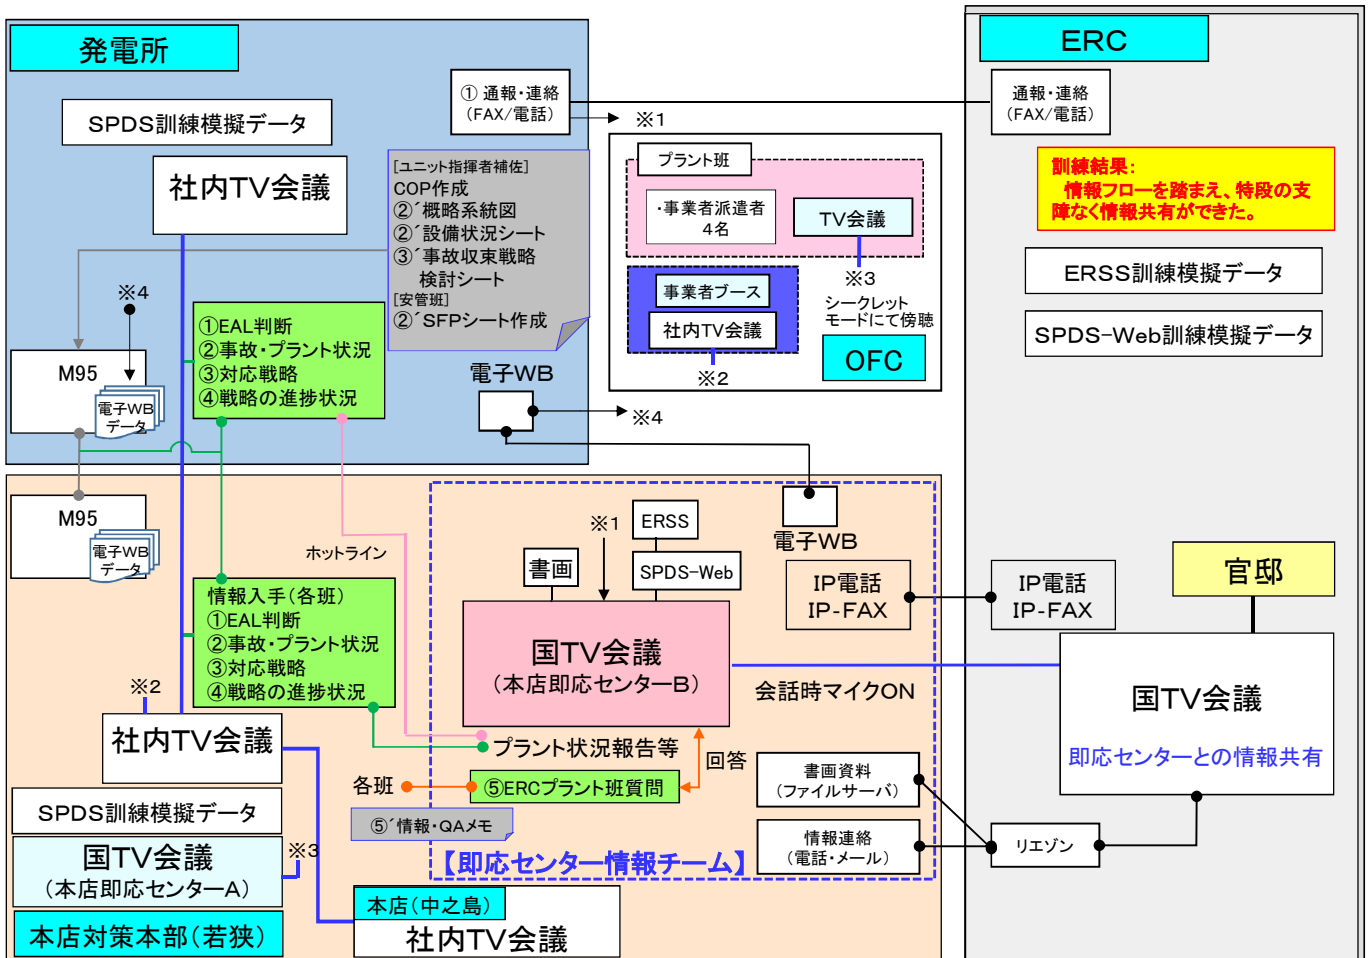 発電所
SPDS訓練模擬データ
社内TV会議
① 通報・連絡
(FAX/電話)
※1
[ユニット指揮者補佐]
COP作成
②´概略系統図
②´設備状況シート
③´事故収束戦略
検討シート
[安管班]
②´SFPシート作成
※4
①EAL判断
②事故・プラント状況
③対応戦略
④戦略の進捗状況
M95
電子WB
データ
電子WB
※4
プラント班
・事業者派遣者
4名
TV会議
※3
シークレット
モードにて傍聴
事業者ブース
社内TV会議
※2
OFC
ERC
通報・連絡
(FAX/電話)
訓練結果:
情報フローを踏まえ、特段の支
障なく情報共有ができた。
ERSS訓練模擬データ
SPDS-Web訓練模擬データ
M95
電子WB
データ
ホットライン
情報入手(各班)
①EAL判断
②事故・プラント状況
③対応戦略
④戦略の進捗状況
※2
社内TV会議
SPDS訓練模擬データ
国TV会議
(本店即応センターA)
※3
本店対策本部(若狭)
本店(中之島)
社内TV会議
※1
ERSS
書画
SPDS-Web
電子WB
国TV会議
(本店即応センターB)
IP電話
IP-FAX
会話時マイクON
プラント状況報告等
回答
各班
⑤ERCプラント班質問
⑤´情報・QAメモ
【即応センター情報チーム】
書画資料
(ファイルサーバ)
情報連絡
(電話・メール)
IP電話
IP-FAX
官邸
国TV会議
即応センターとの情報共有
リエゾン